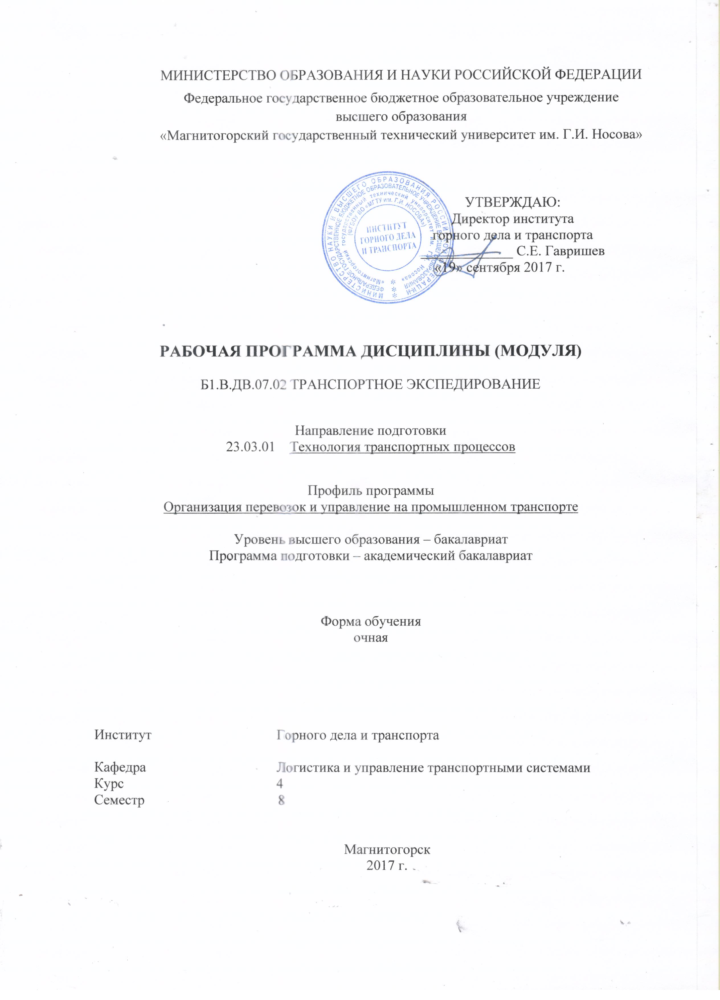 МИНИСТЕРСТВО ОБРАЗОВАНИЯ И НАУКИ РОССИЙСКОЙ ФЕДЕРАЦИИ
Федеральное государственное бюджетное образовательное учреждение
высшего образования
«Магнитогорский государственный технический университет им. Г.И. Носова»
МИНИСТЕРСТВО НАУКИ И ВЫСШЕГО ОБРАЗОВАНИЯ РОССИЙСКОЙ ФЕДЕРАЦИИ
ФЕДЕРАЛЬНОЕ ГОСУДАРСТВЕННОЕ БЮДЖЕТНОЕ ОБРАЗОВАТЕЛЬНОЕ УЧРЕЖДЕНИЕ ВЫСШЕГО ОБРАЗОВАНИЯ
«Магнитогорский государственный технический университет им. Г.И. Носова»
(ФГБОУ ВО «МГТУ им. Г.И. НОСОВА»)
ИНСТИТУТ
ГОРНОГО ДЕЛА
И ТРАНСПОРТА
УТВЕРЖДАЮ:
Директор института
горного дела и транспорта
С.Е. Гавришев
«19» сентября 2017 г.
РАБОЧАЯ ПРОГРАММА ДИСЦИПЛИНЫ (МОДУЛЯ)
Б1.В.ДВ.07.02 ТРАНСПОРТНОЕ ЭКСПЕДИРОВАНИЕ
Направление подготовки
23.03.01 Технология транспортных процессов
Профиль программы
Организация перевозок и управление на промышленном транспорте
Уровень высшего образования – бакалавриат
Программа подготовки – академический бакалавриат
Форма обучения
очная
Институт Горного дела и транспорта
Кафедра Логистика и управление транспортными системами
Курс 4
Семестр 8
Магнитогорск
2017 г.